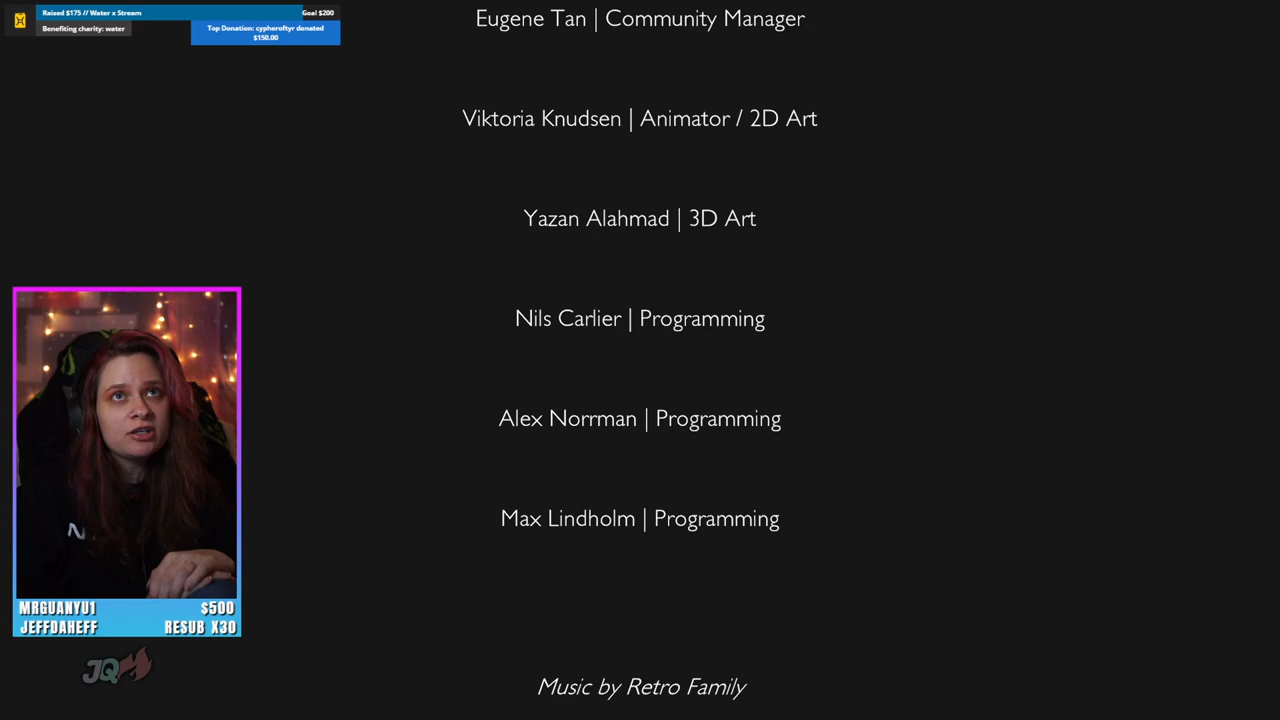 Raised $175 // Water x Stream
Goal $200
Benefiting charity: water
Top Donation: cypheroftyr donated
$150.00
Eugene Tan | Community Manager
Viktoria Knudsen | Animator / 2D Art
Yazan Alahmad | 3D Art
Nils Carlier | Programming
Alex Norrman | Programming
Max Lindholm | Programming
N
MRGUANYU1 $500
JEFFDAHEFF RESUB X30
JQ
Music by Retro Family